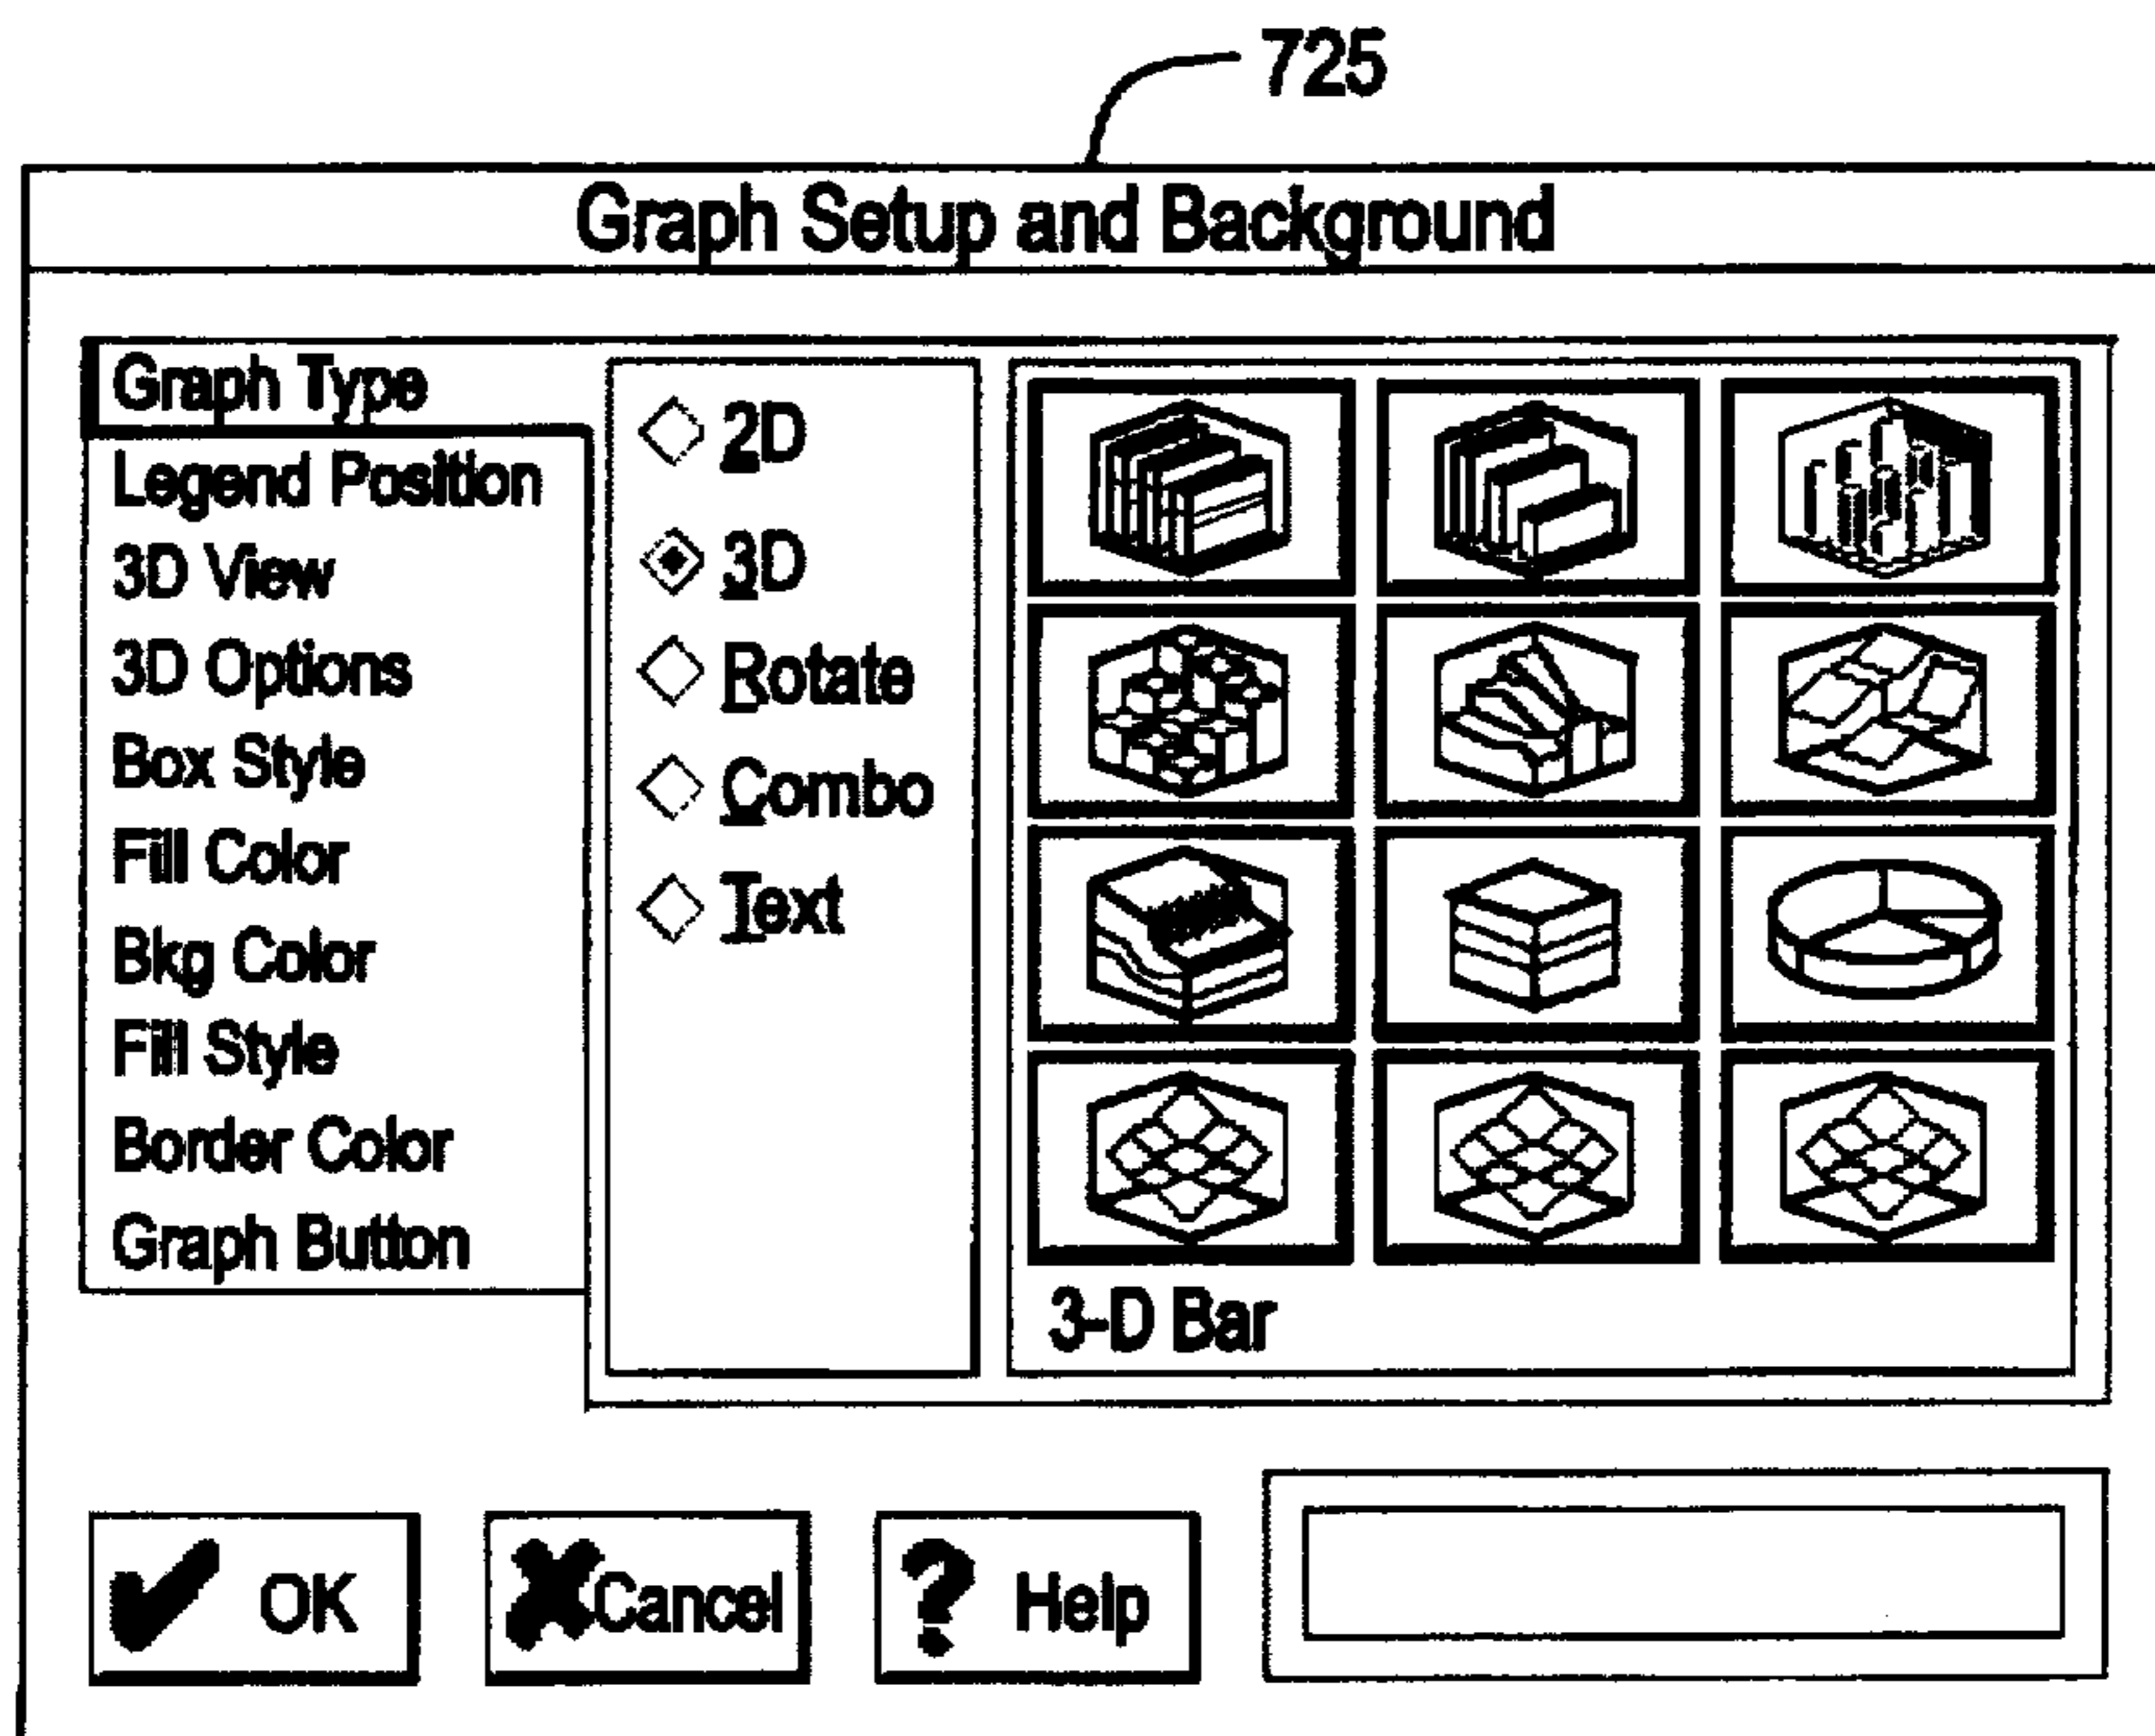 725
Graph Setup and Background
Graph Type
Legend Position
3D View
3D Options
Box Style
Fill Color
Bkg Color
Fill Style
Border Color
Graph Button
2D
3D
Rotate
Combo
Text
3-D Bar
OK
Cancel
? Help